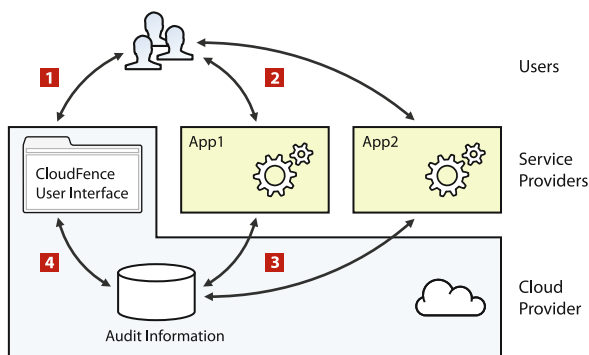 1
2
Users
App1
App2
CloudFence
User Interface
Service
Providers
4
3
Cloud
Provider
Audit Information